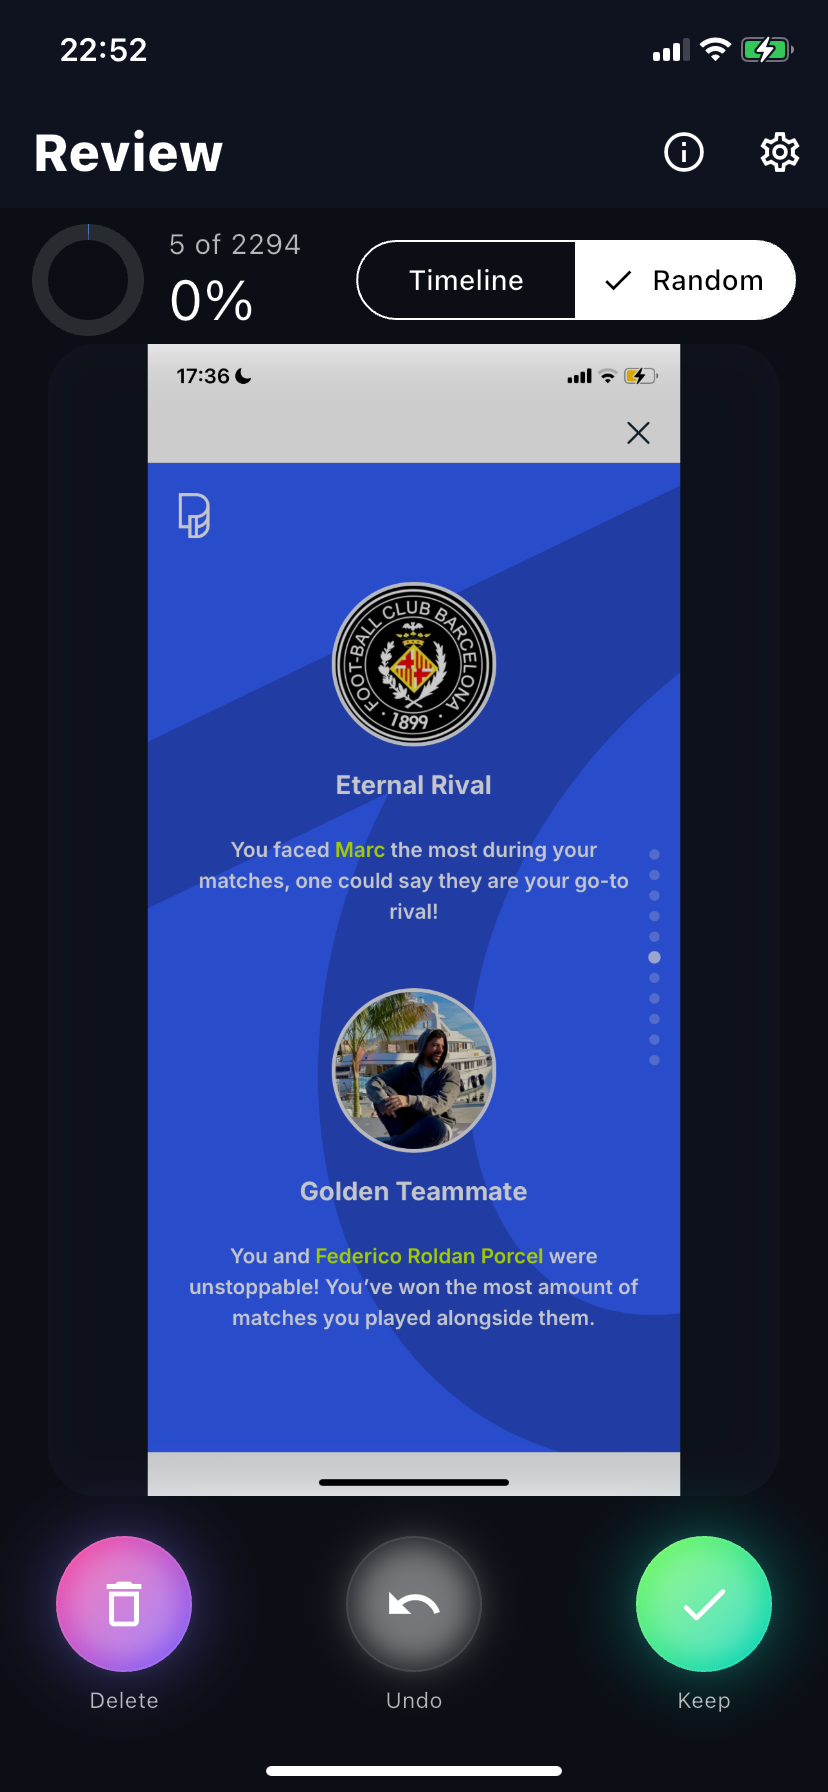 22:52
Review
5 of 2294
0%
Timeline
Random
17:36
FOOT-BALL CLUB BARCELONA
· 1899 ·
Eternal Rival
You faced Marc the most during your
matches, one could say they are your go-to
rival!
Golden Teammate
You and Federico Roldan Porcel were
unstoppable! You’ve won the most amount of
matches you played alongside them.
Delete
Undo
Keep